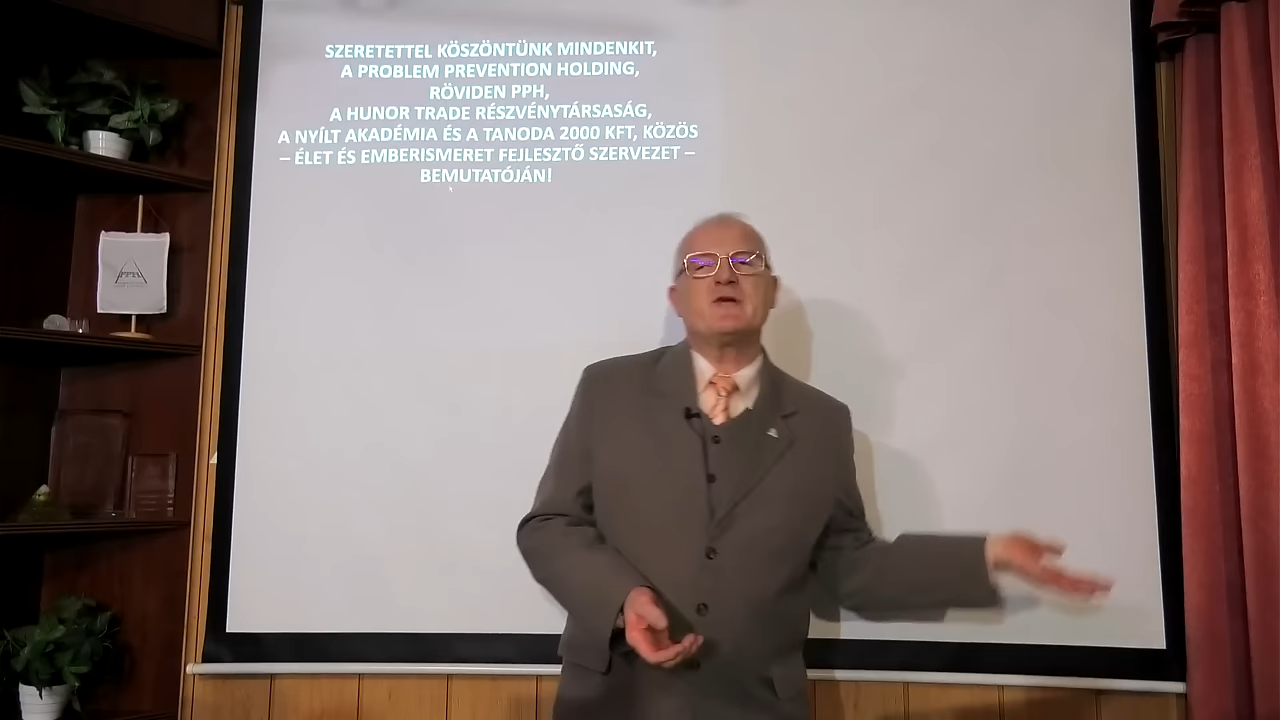 SZERETETTEL KÖSZÖNTÜNK MINDENKIT,
A PROBLEM PREVENTION HOLDING,
RÖVIDEN PPH,
A HUNOR TRADE RÉSZVÉNYTÁRSASÁG,
A NYÍLT AKADÉMIA ÉS A TANODA 2000 KFT, KÖZÖS
– ÉLET ÉS EMBERISMERET FEJLESZTŐ SZERVEZET –
BEMUTATÓJÁN!